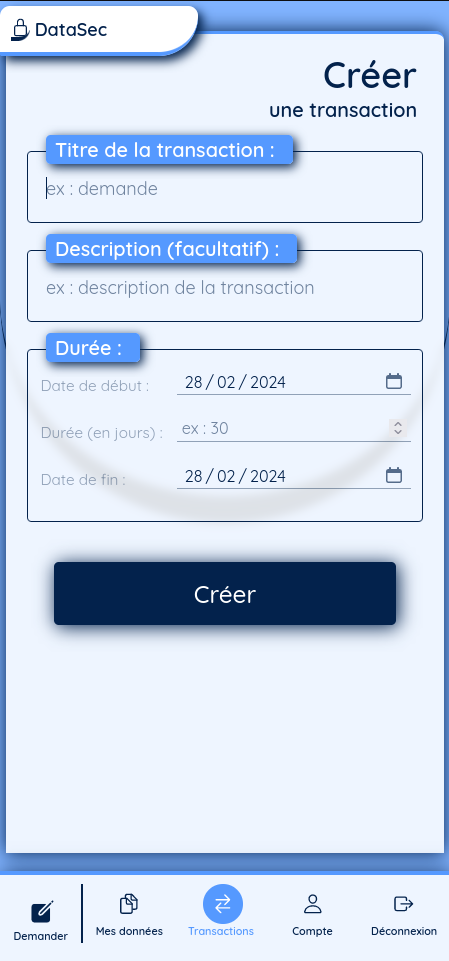 DataSec
Créer
une transaction
Titre de la transaction :
ex : demande
Description (facultatif) :
ex : description de la transaction
Durée :
Date de début :
28 / 02 / 2024
Durée (en jours) :
ex : 30
Date de fin :
28 / 02 / 2024
Créer
Demander
Mes données
Transactions
Compte
Déconnexion